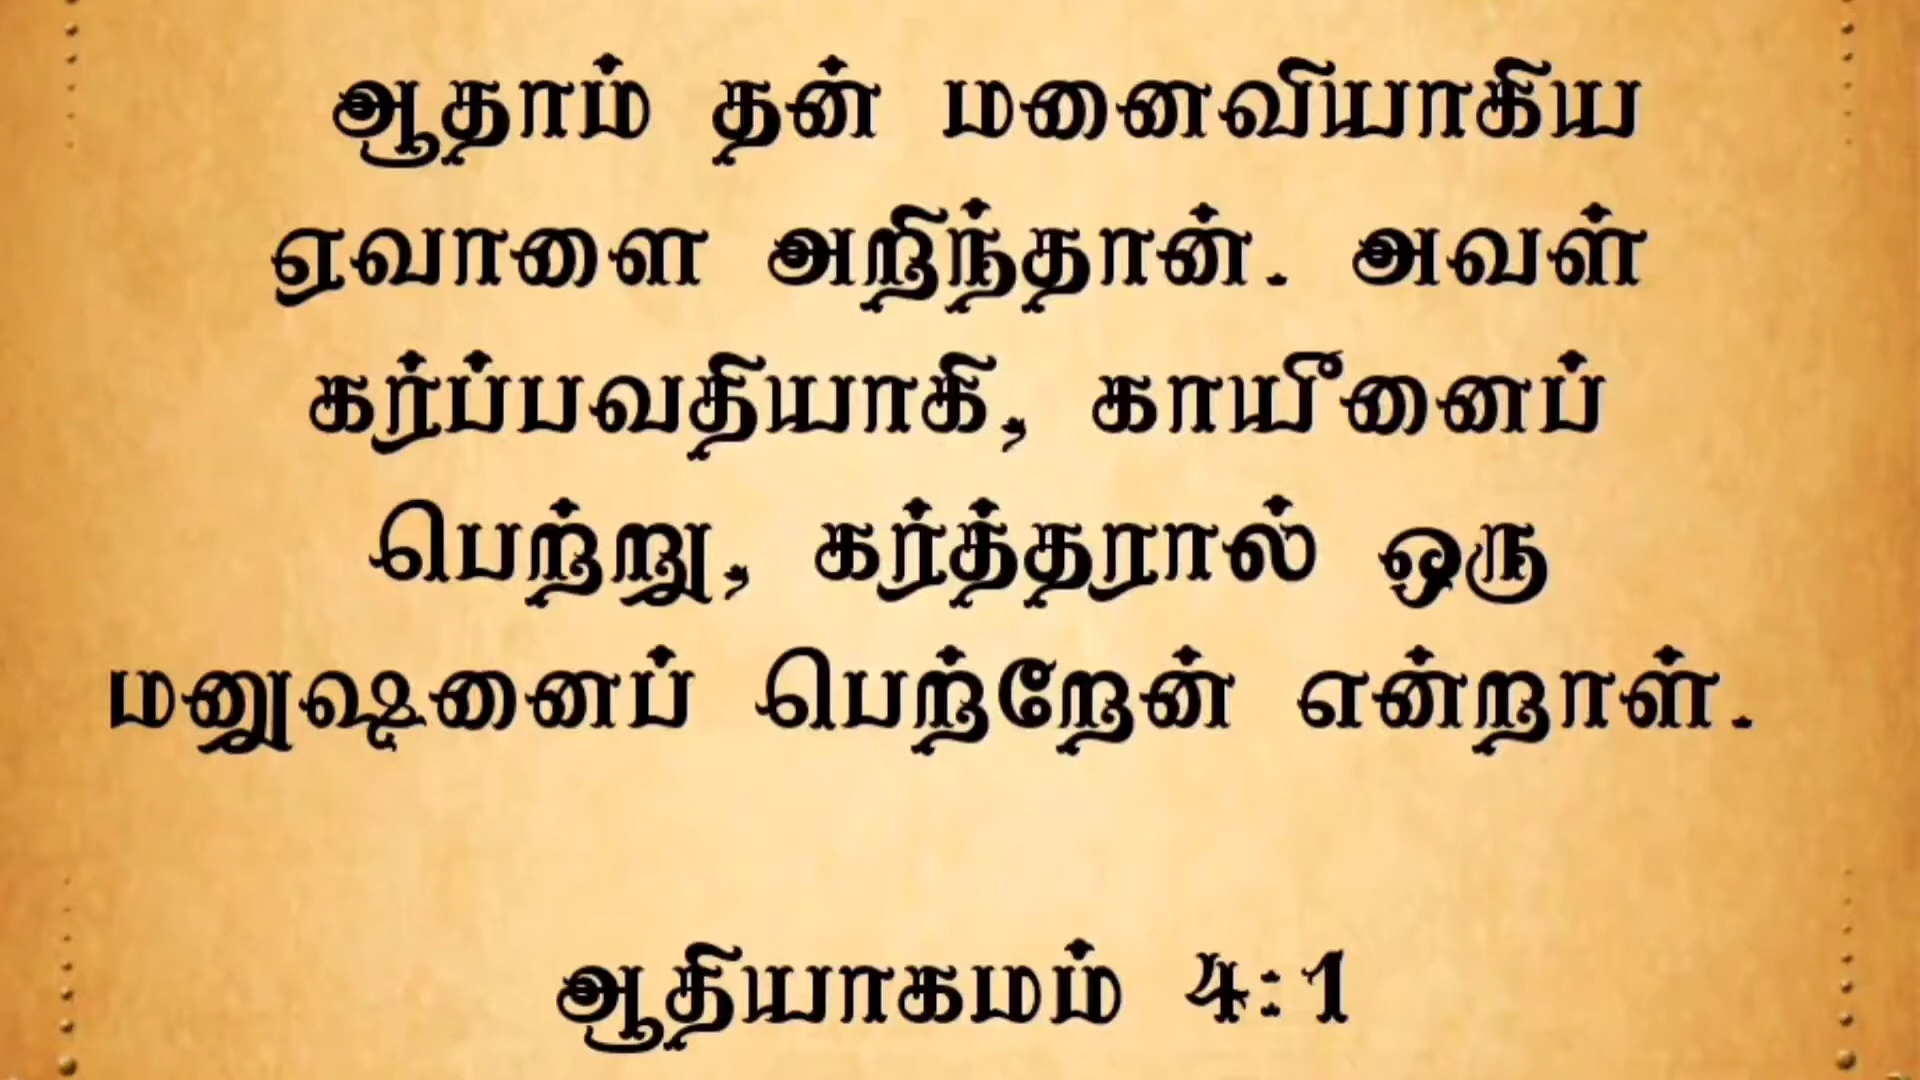 ஆதாம் தன் மனைவியாகிய
ஏவாளை அறிந்தான். அவள்
கர்ப்பவதியாகி, காயீனைப்
பெற்று, கர்த்தரால் ஒரு
மனுஷனைப் பெற்றேன் என்றாள்.
ஆதியாகமம் 4:1